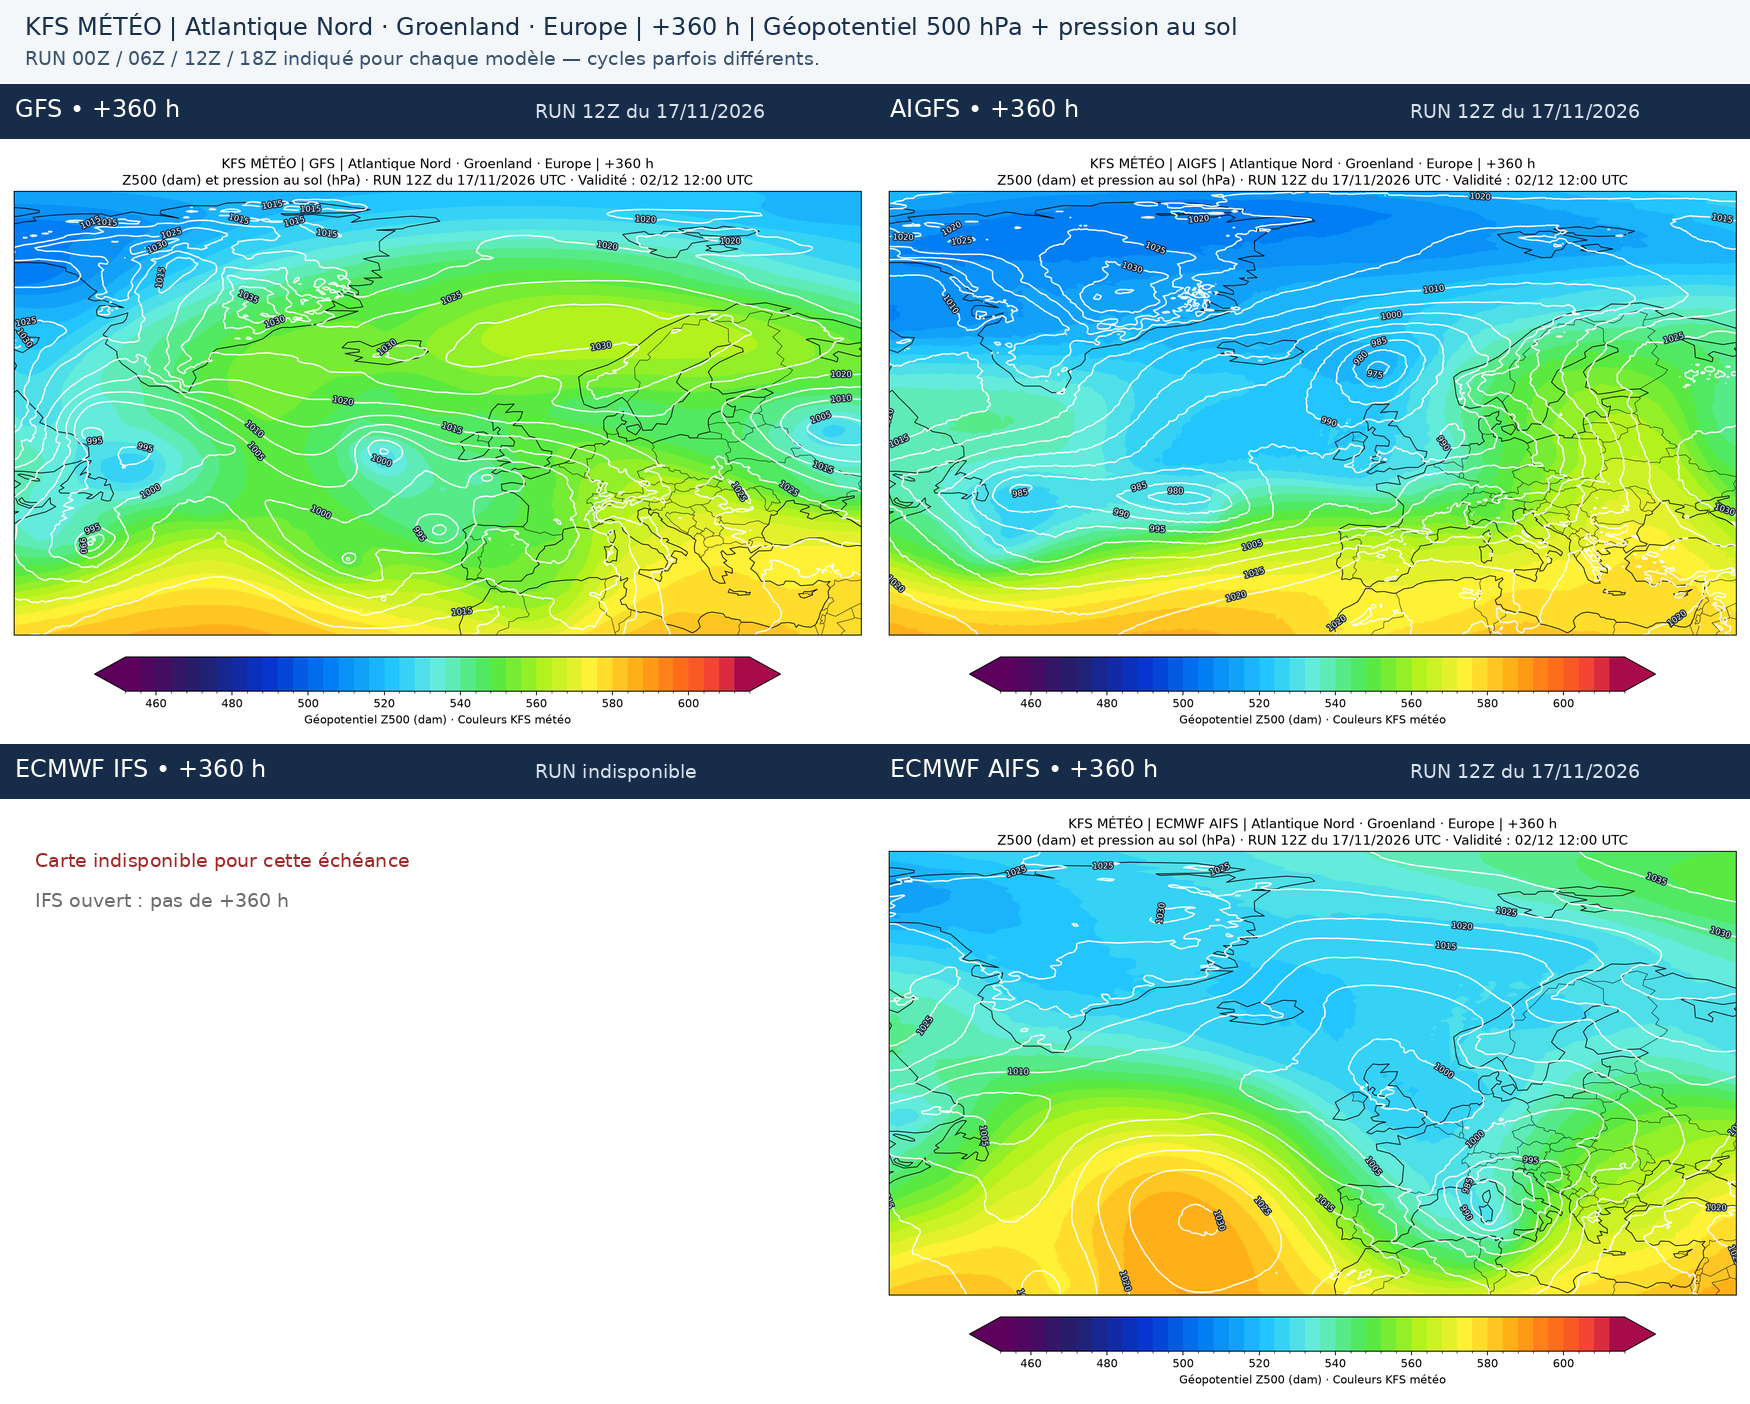 KFS MÉTÉO | Atlantique Nord · Groenland · Europe | +360 h | Géopotentiel 500 hPa + pression au sol
RUN 00Z / 06Z / 12Z / 18Z indiqué pour chaque modèle — cycles parfois différents.
GFS • +360 h
RUN 12Z du 17/11/2026
AIGFS • +360 h
RUN 12Z du 17/11/2026
KFS MÉTÉO | GFS | Atlantique Nord · Groenland · Europe | +360 h
Z500 (dam) et pression au sol (hPa) · RUN 12Z du 17/11/2026 UTC · Validité : 02/12 12:00 UTC
KFS MÉTÉO | AIGFS | Atlantique Nord · Groenland · Europe | +360 h
Z500 (dam) et pression au sol (hPa) · RUN 12Z du 17/11/2026 UTC · Validité : 02/12 12:00 UTC
460 480 500 520 540 560 580 600
Géopotentiel Z500 (dam) · Couleurs KFS météo
460 480 500 520 540 560 580 600
Géopotentiel Z500 (dam) · Couleurs KFS météo
ECMWF IFS • +360 h
RUN indisponible
ECMWF AIFS • +360 h
RUN 12Z du 17/11/2026
Carte indisponible pour cette échéance
IFS ouvert : pas de +360 h
KFS MÉTÉO | ECMWF AIFS | Atlantique Nord · Groenland · Europe | +360 h
Z500 (dam) et pression au sol (hPa) · RUN 12Z du 17/11/2026 UTC · Validité : 02/12 12:00 UTC
460 480 500 520 540 560 580 600
Géopotentiel Z500 (dam) · Couleurs KFS météo